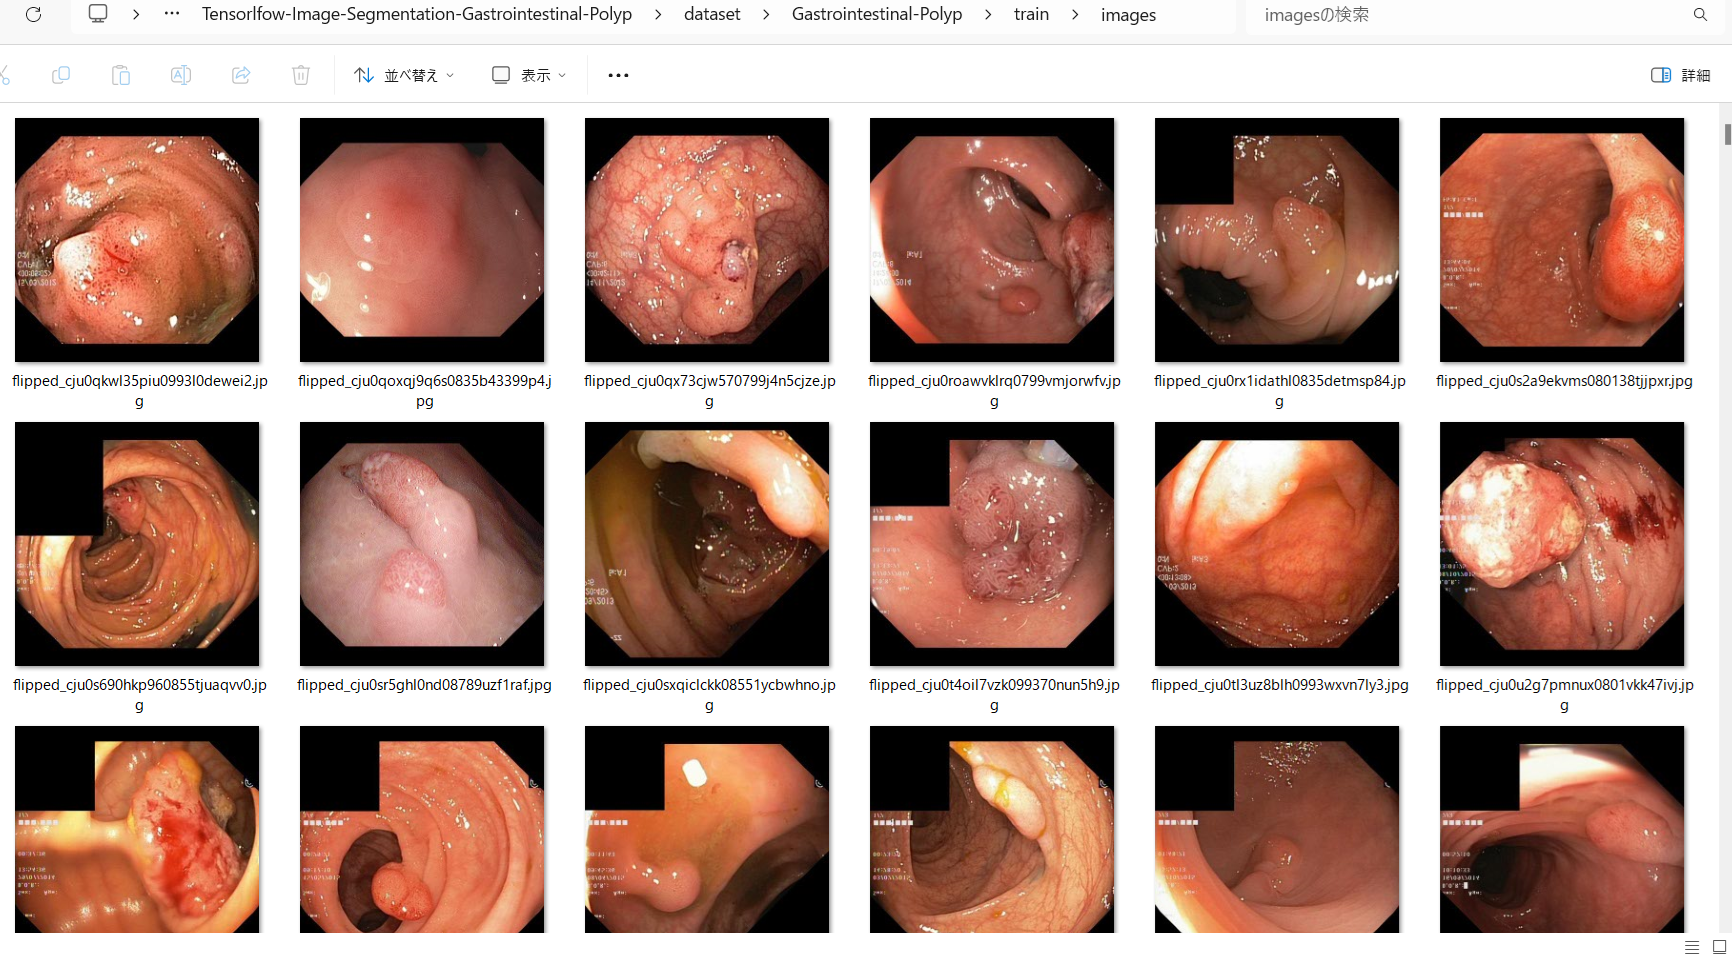 Tensorlfow-Image-Segmentation-Gastrointestinal-Polyp > dataset > Gastrointestinal-Polyp > train > images
imagesの検索
並べ替え
表示
詳細
flipped_cju0qkwl35piu0993l0dewei2.jp
g
flipped_cju0qoxqj9q6s0835b43399p4.j
pg
flipped_cju0qx73cjw570799j4n5cjze.jp
g
flipped_cju0roawvklrq0799vmjorwfv.jp
g
flipped_cju0rx1idathl0835detmsp84.jp
g
flipped_cju0s2a9ekvms080138tjjpxr.jpg
flipped_cju0s690hkp960855tjuaqvv0.jp
g
flipped_cju0sr5ghl0nd08789uzf1raf.jpg
flipped_cju0sxqiclckk08551ycbwhno.jp
g
flipped_cju0t4oil7vzk099370nun5h9.jp
g
flipped_cju0tl3uz8blh0993wxvn7ly3.jpg
flipped_cju0u2g7pmnux0801vkk47ivj.jp
g